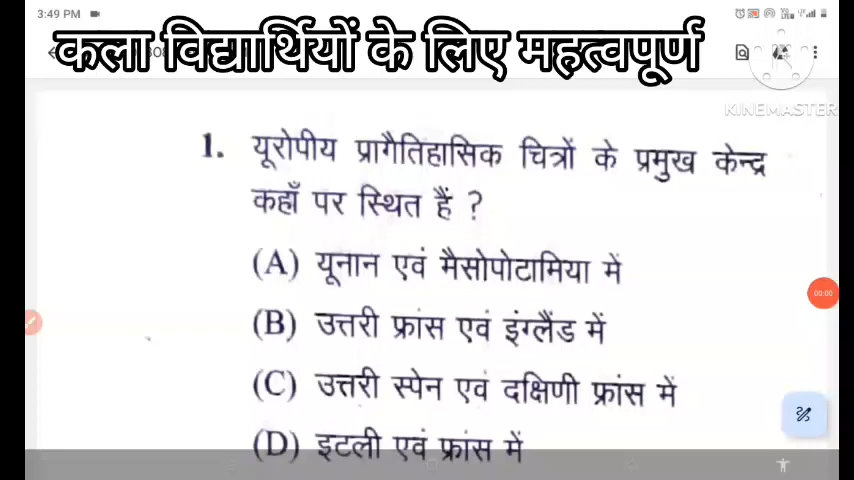 3:49 PM
कला विद्यार्थियों के लिए महत्वपूर्ण
KINEMASTER
1. यूरोपीय प्रागैतिहासिक चित्रों के प्रमुख केन्द्र
कहाँ पर स्थित हैं ?
(A) यूनान एवं मैसोपोटामिया में
(B) उत्तरी फ्रांस एवं इंग्लैंड में
00:00
(C) उत्तरी स्पेन एवं दक्षिणी फ्रांस में
(D) इटली एवं फ्रांस में